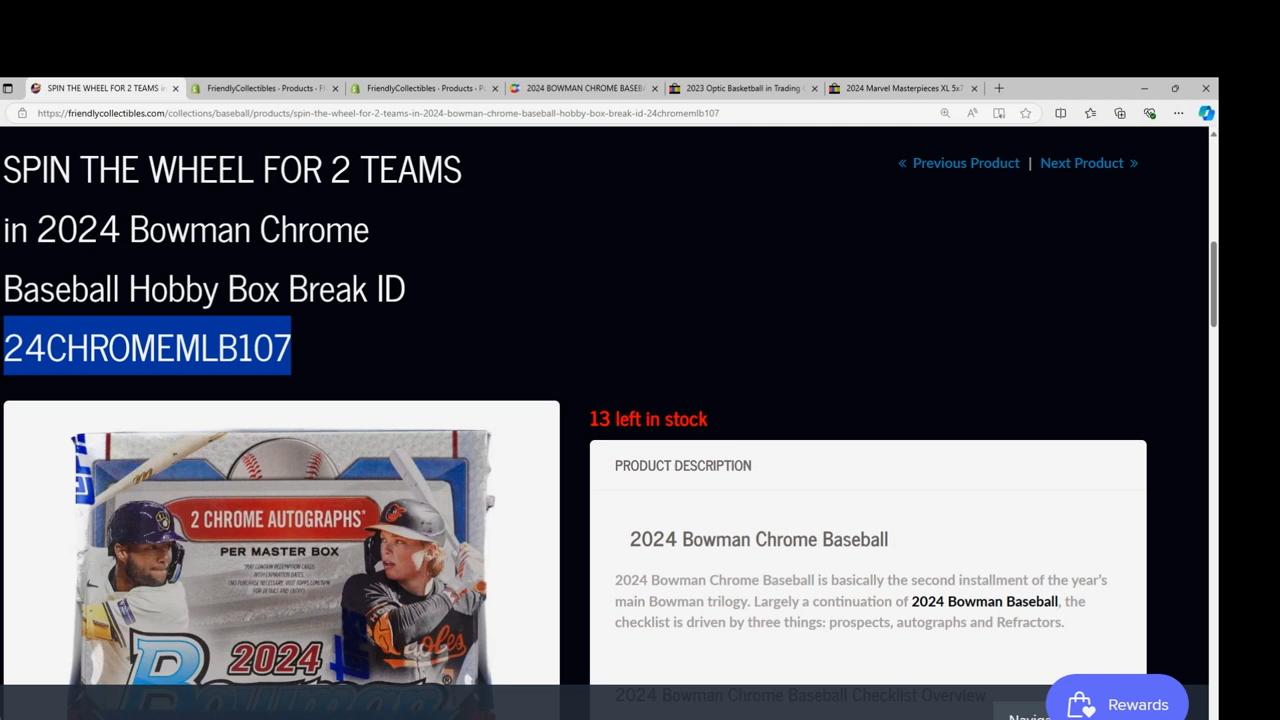 SPIN THE WHEEL FOR 2 TEAMS in
FriendlyCollectibles · Products · F
FriendlyCollectibles · Products · P
2024 BOWMAN CHROME BASEB
2023 Optic Basketball in Trading
2024 Marvel Masterpieces XL 5x7
https://friendlycollectibles.com/collections/baseball/products/spin-the-wheel-for-2-teams-in-2024-bowman-chrome-baseball-hobby-box-break-id-24chromemlb107
SPIN THE WHEEL FOR 2 TEAMS
in 2024 Bowman Chrome
Baseball Hobby Box Break ID
24CHROMEMLB107
« Previous Product | Next Product »
13 left in stock
PRODUCT DESCRIPTION
2024 Bowman Chrome Baseball
2024 Bowman Chrome Baseball is basically the second installment of the year's
main Bowman trilogy. Largely a continuation of 2024 Bowman Baseball, the
checklist is driven by three things: prospects, autographs and Refractors.
2024 Bowman Chrome Baseball Checklist Overview
2 CHROME AUTOGRAPHS*
PER MASTER BOX
2024
Bowman
Rewards